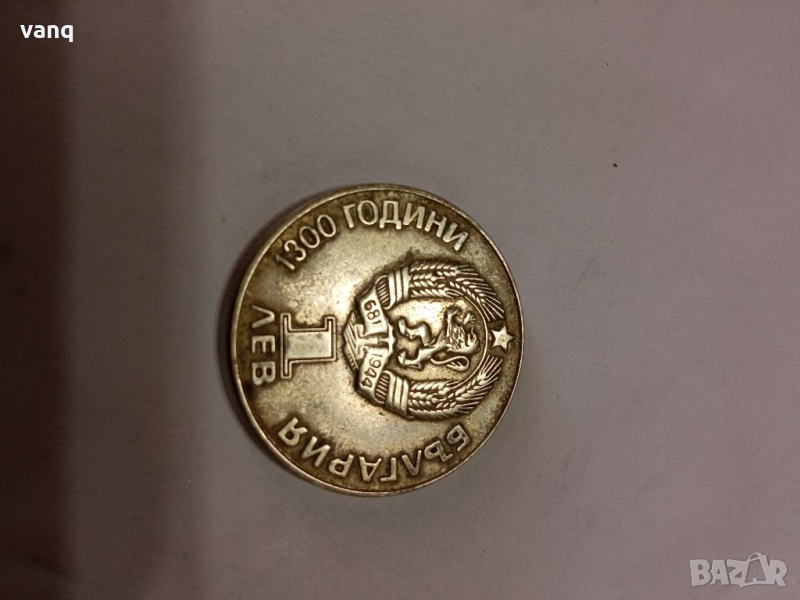 vanq
1300 ГОДИНИ
БЪЛГАРИЯ
681
1944
1
ЛЕВ
BAZAR